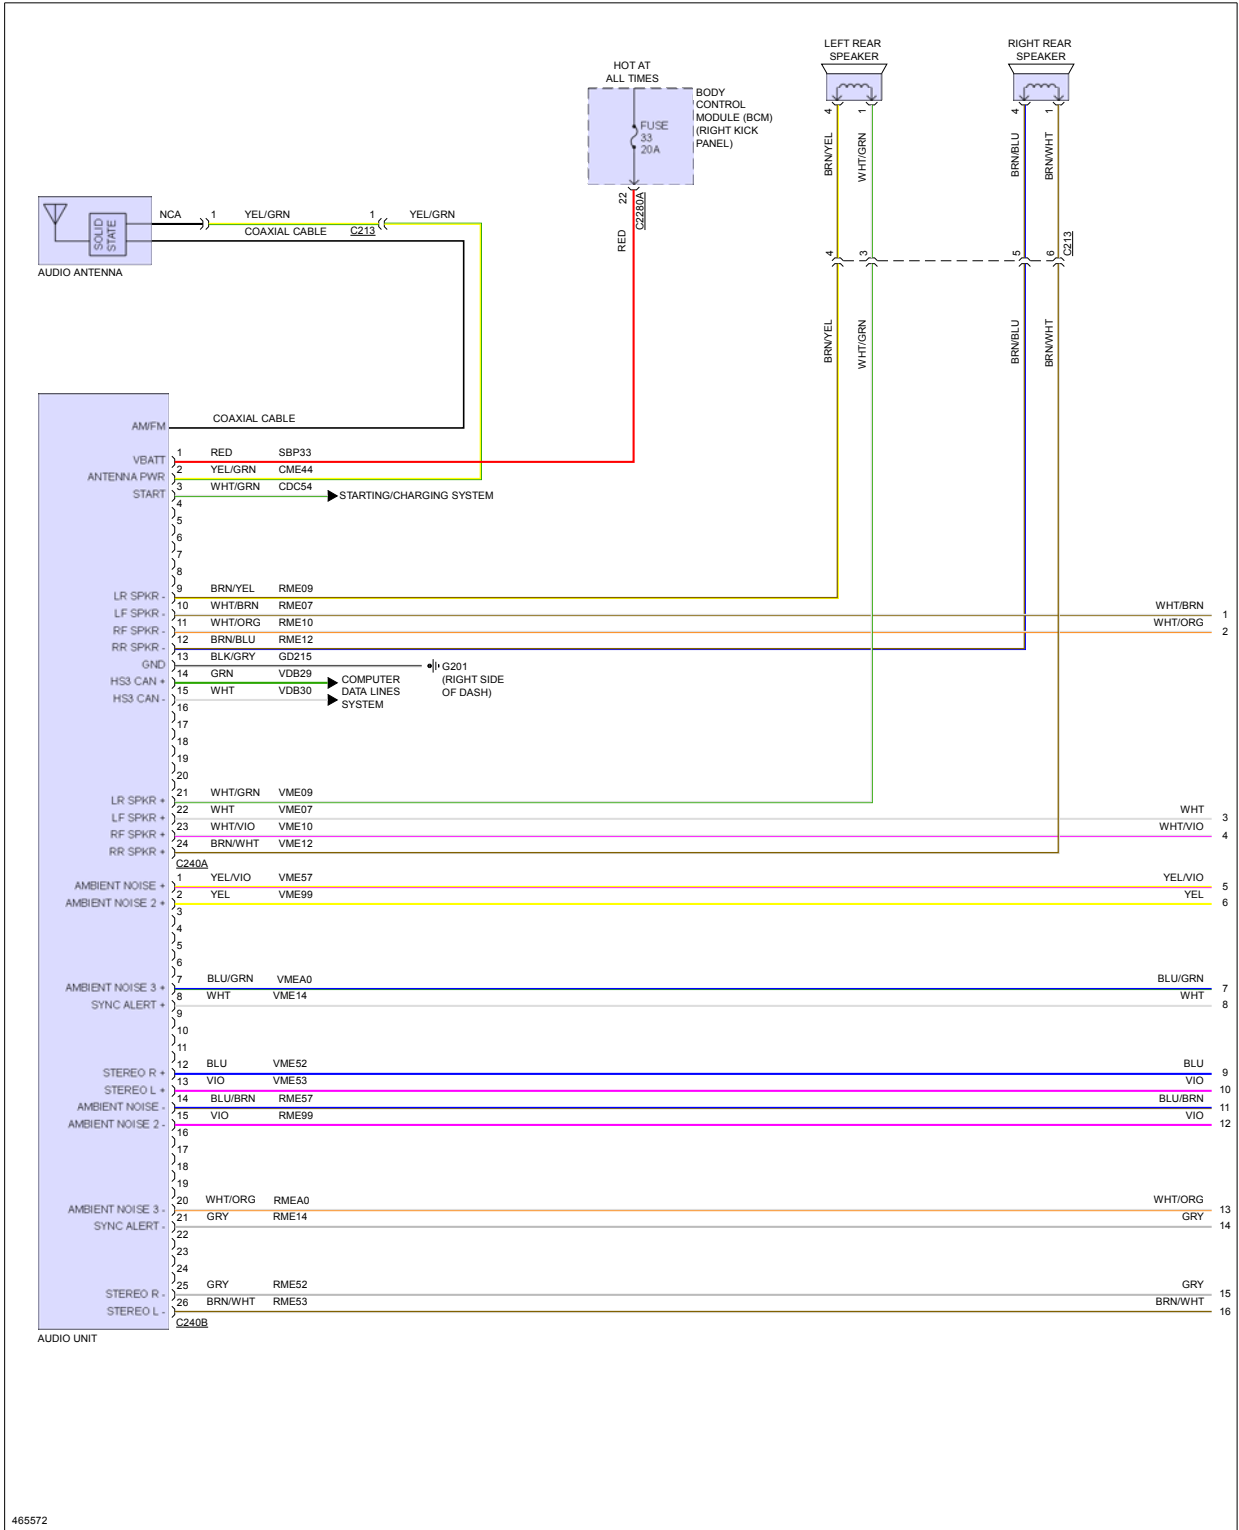 LEFT REAR
SPEAKER
RIGHT REAR
SPEAKER
HOT AT
ALL TIMES
BODY
CONTROL
MODULE (BCM)
(RIGHT KICK
PANEL)
FUSE
33
20A
22
C2280A
RED
4
1
4
1
BRN/YEL
WHT/GRN
BRN/BLU
BRN/WHT
4
3
5
6
C213
BRN/YEL
WHT/GRN
BRN/BLU
BRN/WHT
SOLID
STATE
AUDIO ANTENNA
NCA
1
YEL/GRN
1
YEL/GRN
COAXIAL CABLE
C213
AM/FM
COAXIAL CABLE
VBATT 1 RED SBP33
ANTENNA PWR 2 YEL/GRN CME44
START 3 WHT/GRN CDC54
STARTING/CHARGING SYSTEM
4
5
6
7
8
LR SPKR - 9 BRN/YEL RME09
LF SPKR - 10 WHT/BRN RME07 WHT/BRN 1
RF SPKR - 11 WHT/ORG RME10 WHT/ORG 2
RR SPKR - 12 BRN/BLU RME12
GND 13 BLK/GRY GD215
G201
(RIGHT SIDE
OF DASH)
HS3 CAN + 14 GRN VDB29
HS3 CAN - 15 WHT VDB30
COMPUTER
DATA LINES
SYSTEM
16
17
18
19
20
LR SPKR + 21 WHT/GRN VME09
LF SPKR + 22 WHT VME07 WHT 3
RF SPKR + 23 WHT/VIO VME10 WHT/VIO 4
RR SPKR + 24 BRN/WHT VME12
C240A
AMBIENT NOISE + 1 YEL/VIO VME57 YEL/VIO 5
AMBIENT NOISE 2 + 2 YEL VME99 YEL 6
3
4
5
6
AMBIENT NOISE 3 + 7 BLU/GRN VMEA0 BLU/GRN 7
SYNC ALERT + 8 WHT VME14 WHT 8
9
10
11
STEREO R + 12 BLU VME52 BLU 9
STEREO L + 13 VIO VME53 VIO 10
AMBIENT NOISE - 14 BLU/BRN RME57 BLU/BRN 11
AMBIENT NOISE 2 - 15 VIO RME99 VIO 12
16
17
18
19
AMBIENT NOISE 3 - 20 WHT/ORG RMEA0 WHT/ORG 13
SYNC ALERT - 21 GRY RME14 GRY 14
22
23
24
STEREO R - 25 GRY RME52 GRY 15
STEREO L - 26 BRN/WHT RME53 BRN/WHT 16
C240B
AUDIO UNIT
465572